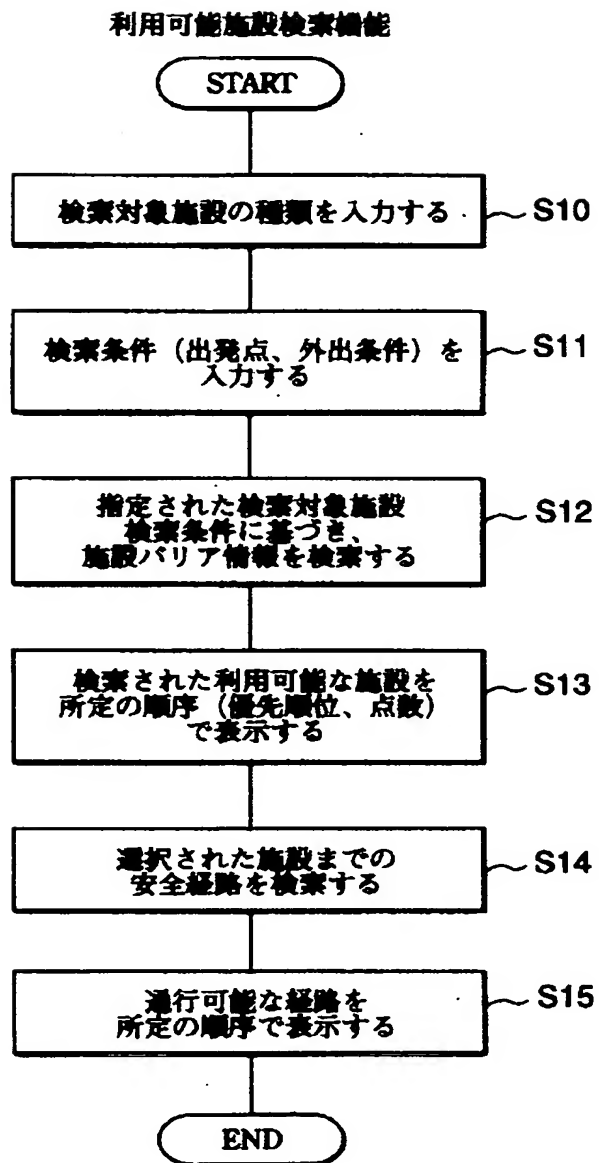 利用可能施設検索機能
START
検索対象施設の種類を入力する
S10
検索条件（出発点、外出条件）を
入力する
S11
指定された検索対象施設
検索条件に基づき、
施設バリア情報を検索する
S12
検索された利用可能な施設を
所定の順序（優先順位、点数）
で表示する
S13
選択された施設までの
安全経路を検索する
S14
通行可能な経路を
所定の順序で表示する
S15
END